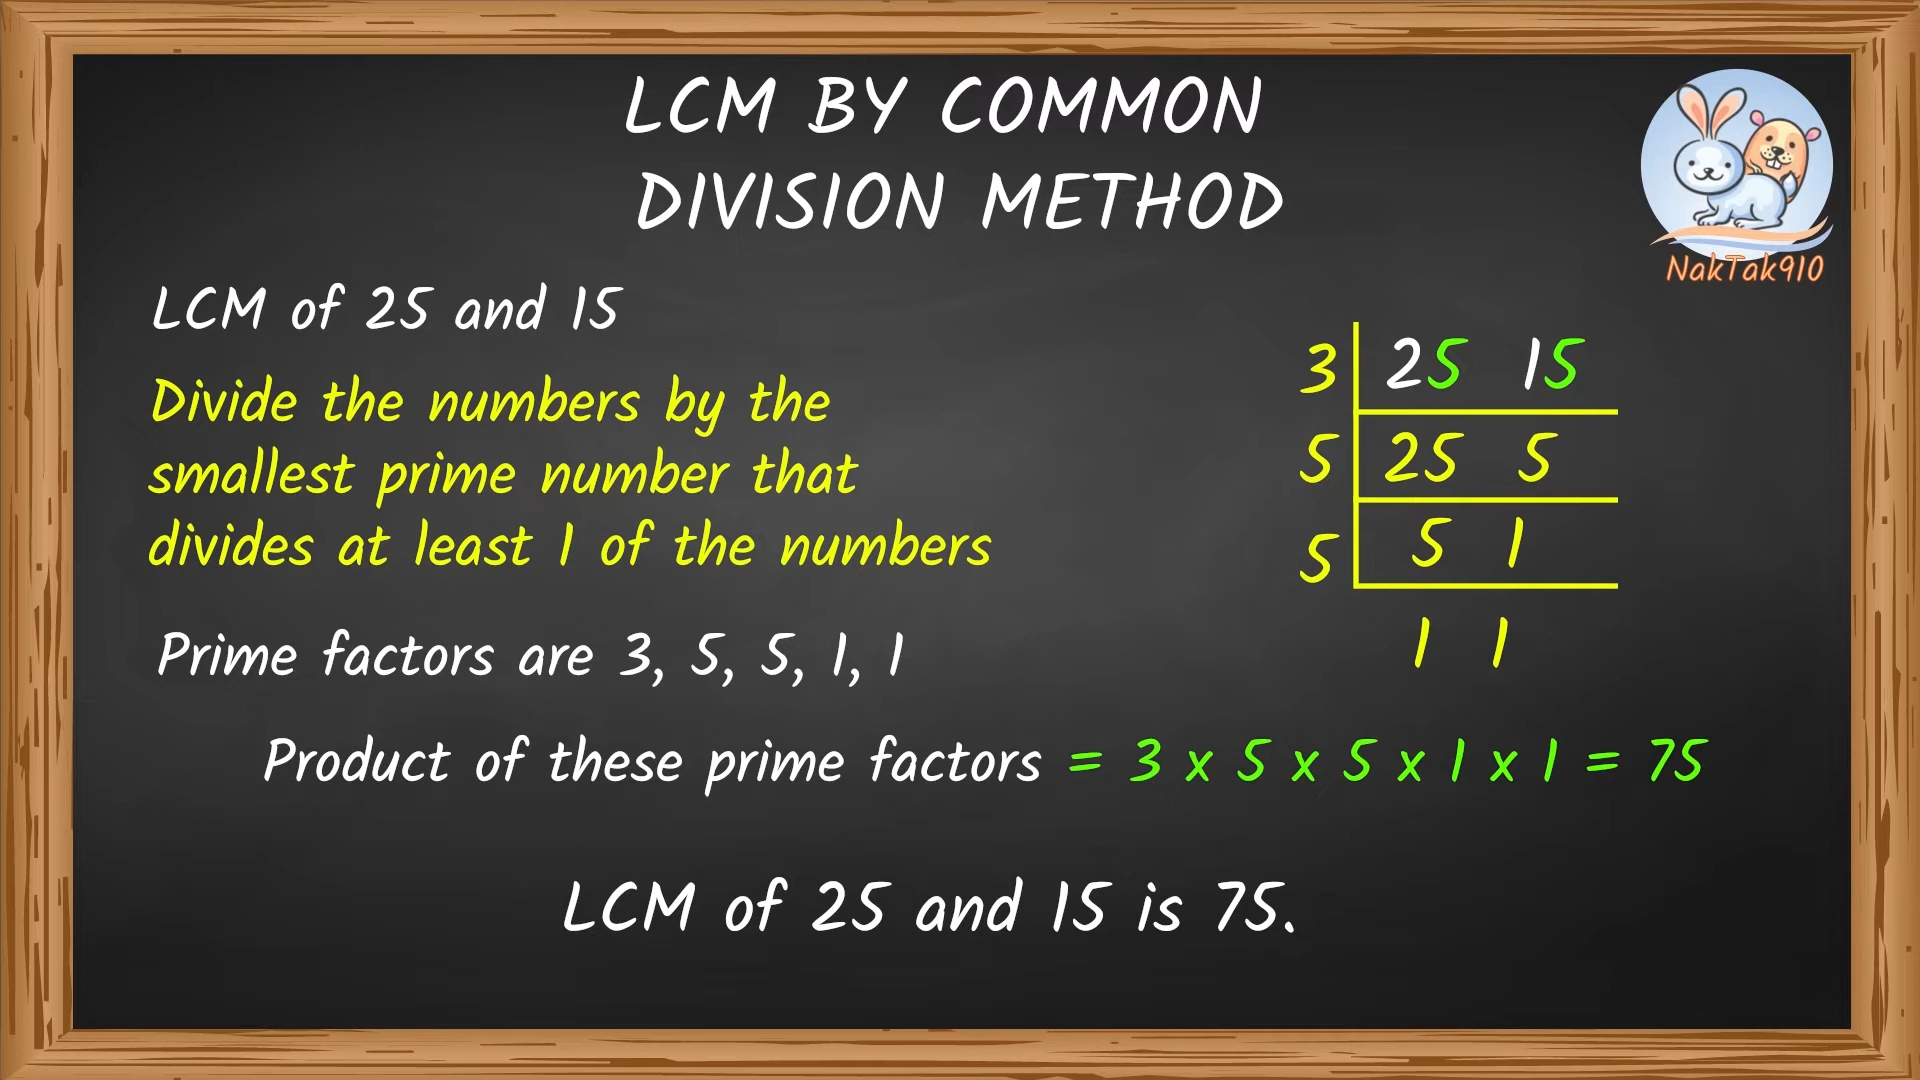 LCM BY COMMON
DIVISION METHOD
NakTak910
LCM of 25 and 15
Divide the numbers by the
smallest prime number that
divides at least 1 of the numbers
3 25 15
5 25 5
5 5 1
1 1
Prime factors are 3, 5, 5, 1, 1
Product of these prime factors = 3 x 5 x 5 x 1 x 1 = 75
LCM of 25 and 15 is 75.